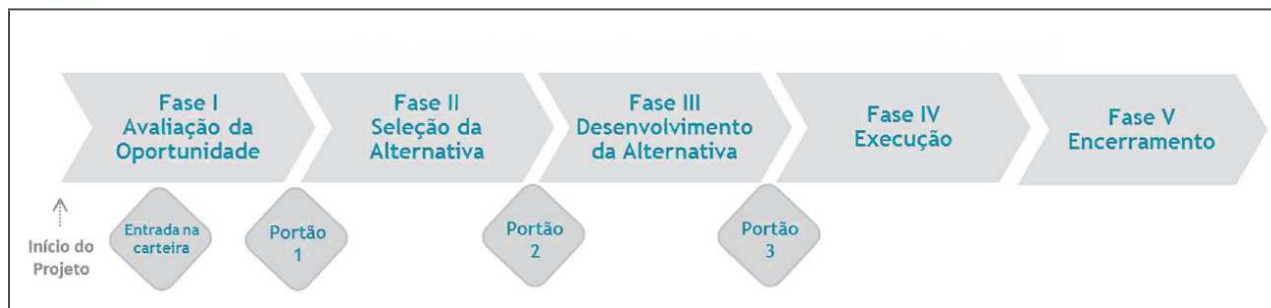 Fase I
Avaliação da
Oportunidade
Fase II
Seleção da
Alternativa
Fase III
Desenvolvimento
da Alternativa
Fase IV
Execução
Fase V
Encerramento
Início do
Projeto
Entrada na
carteira
Portão
1
Portão
2
Portão
3